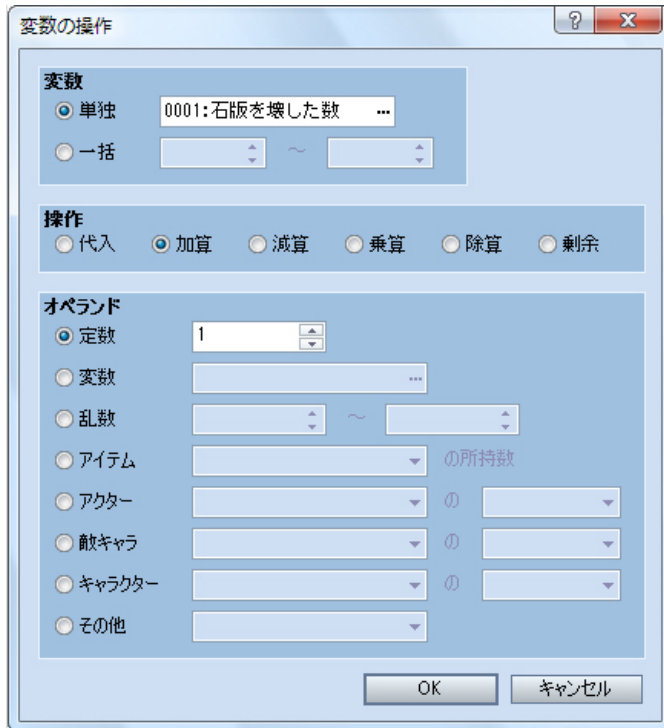 変数の操作
変数
単独 0001:石版を壊した数 ...
一括 ～
操作
代入 加算 減算 乗算 除算 剰余
オペランド
定数 1
変数 ...
乱数 ～
アイテム の所持数
アクター の
敵キャラ の
キャラクター の
その他
OK キャンセル